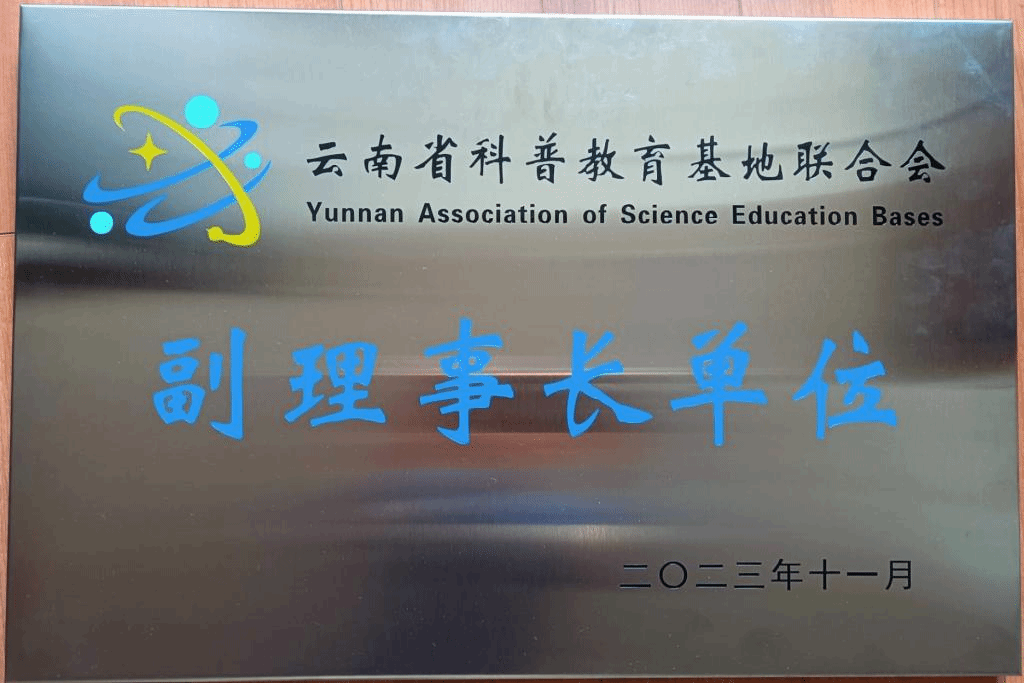 云南省科普教育基地联合会
Yunnan Association of Science Education Bases
副理事长单位
二〇二三年十一月